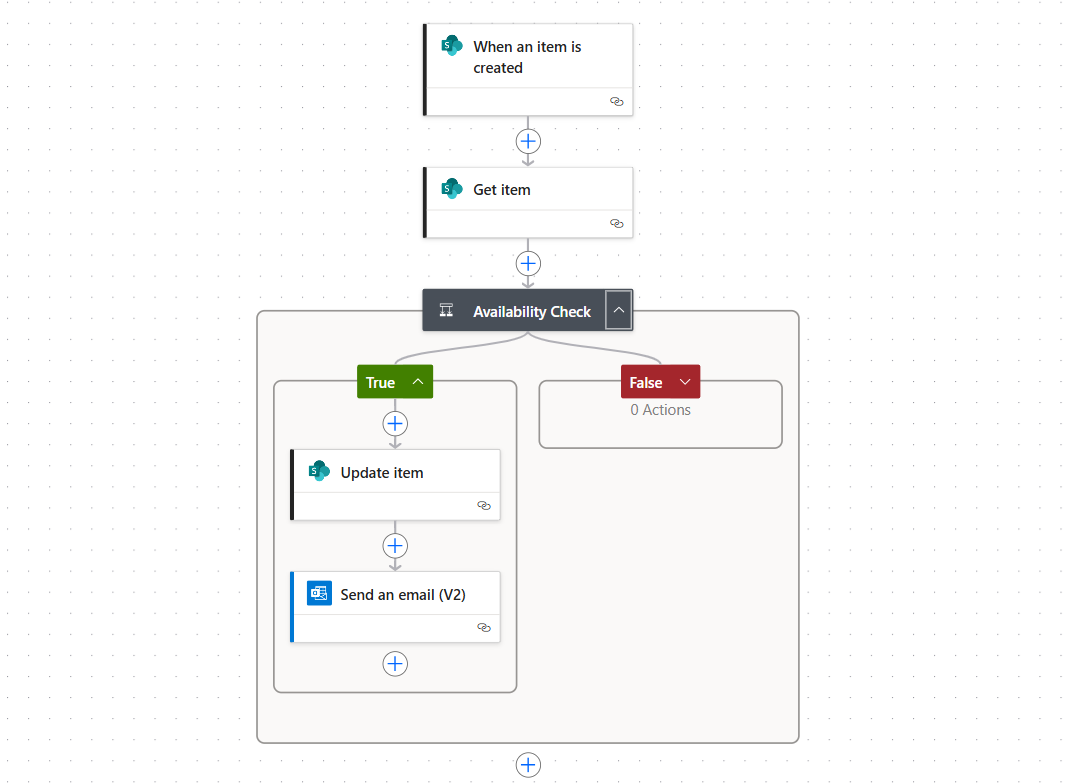 When an item is
created
Get item
Availability Check
True
False
0 Actions
Update item
Send an email (V2)